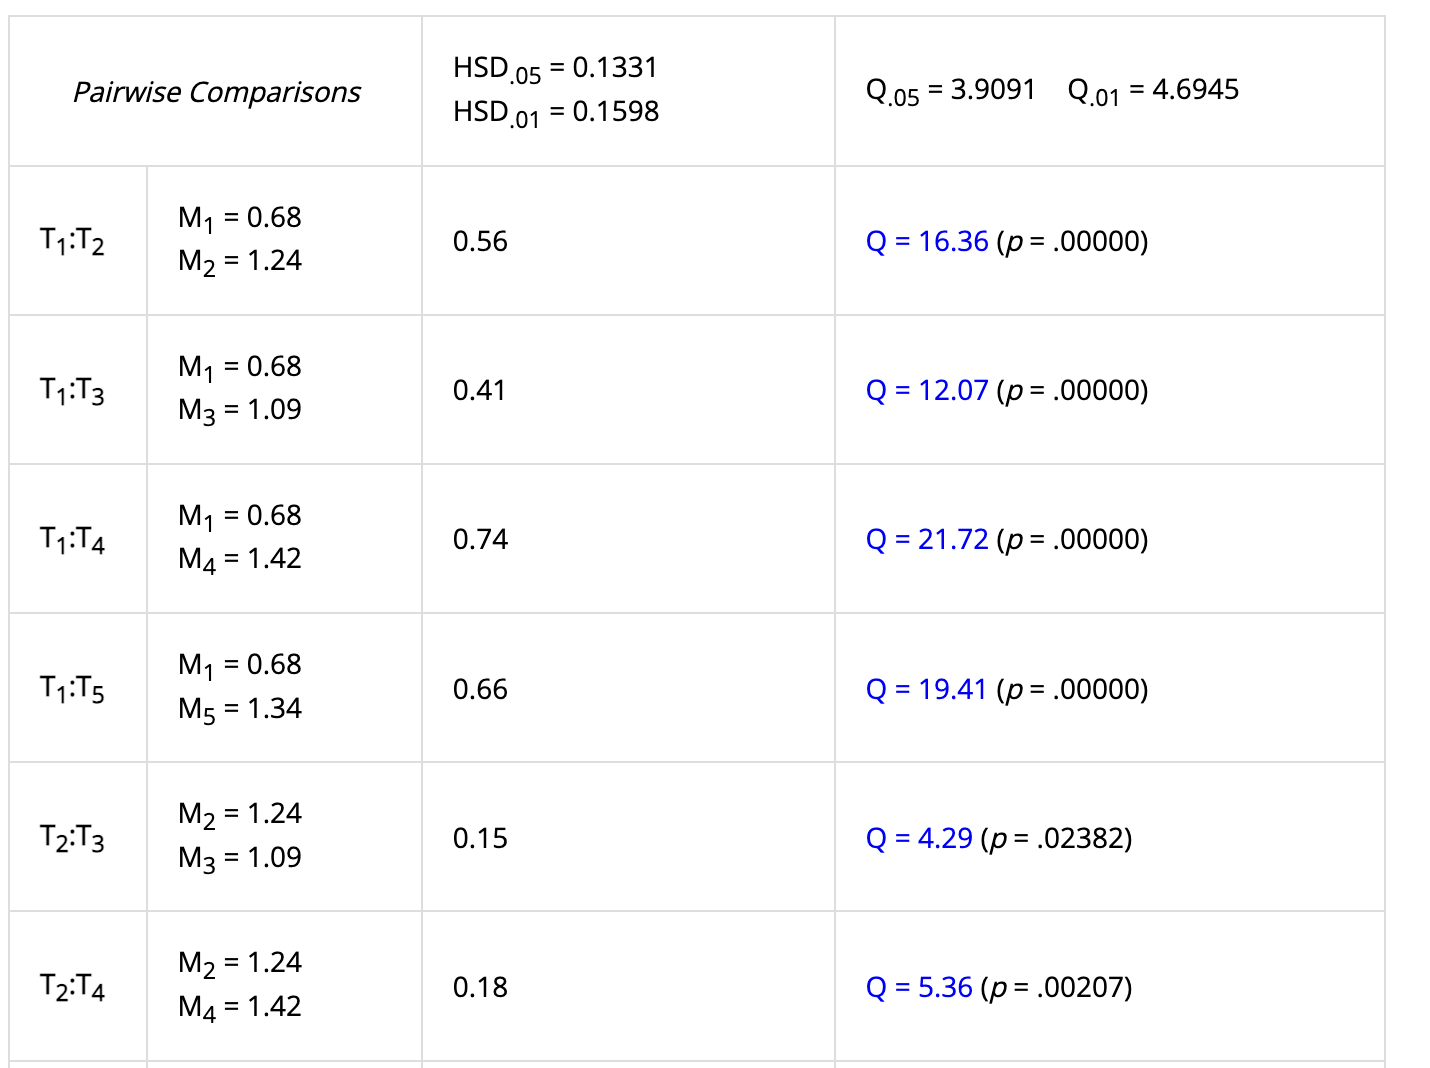 Pairwise Comparisons
HSD.05 = 0.1331
HSD.01 = 0.1598
Q.05 = 3.9091 Q.01 = 4.6945
T1:T2
M1 = 0.68
M2 = 1.24
0.56
Q = 16.36 (p = .00000)
T1:T3
M1 = 0.68
M3 = 1.09
0.41
Q = 12.07 (p = .00000)
T1:T4
M1 = 0.68
M4 = 1.42
0.74
Q = 21.72 (p = .00000)
T1:T5
M1 = 0.68
M5 = 1.34
0.66
Q = 19.41 (p = .00000)
T2:T3
M2 = 1.24
M3 = 1.09
0.15
Q = 4.29 (p = .02382)
T2:T4
M2 = 1.24
M4 = 1.42
0.18
Q = 5.36 (p = .00207)